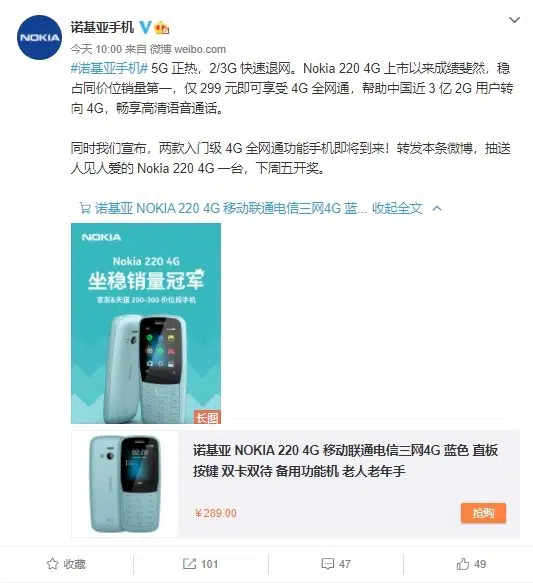 NOKIA
诺基亚手机
今天 10:00 来自 微博 weibo.com
#诺基亚手机# 5G 正热，2/3G 快速退网。Nokia 220 4G 上市以来成绩斐然，稳
占同价位销量第一，仅 299 元即可享受 4G 全网通，帮助中国近 3 亿 2G 用户转
向 4G，畅享高清语音通话。
同时我们宣布，两款入门级 4G 全网通功能手机即将到来！转发本条微博，抽送
人见人爱的 Nokia 220 4G 一台，下周五开奖。
诺基亚 NOKIA 220 4G 移动联通电信三网4G 蓝... 收起全文
NOKIA
Nokia 220 4G
坐稳销量冠军
京东&天猫 200-300 价位段手机
长图
诺基亚 NOKIA 220 4G 移动联通电信三网4G 蓝色 直板
按键 双卡双待 备用功能机 老人老年手
￥289.00
抢购
收藏
101
47
49